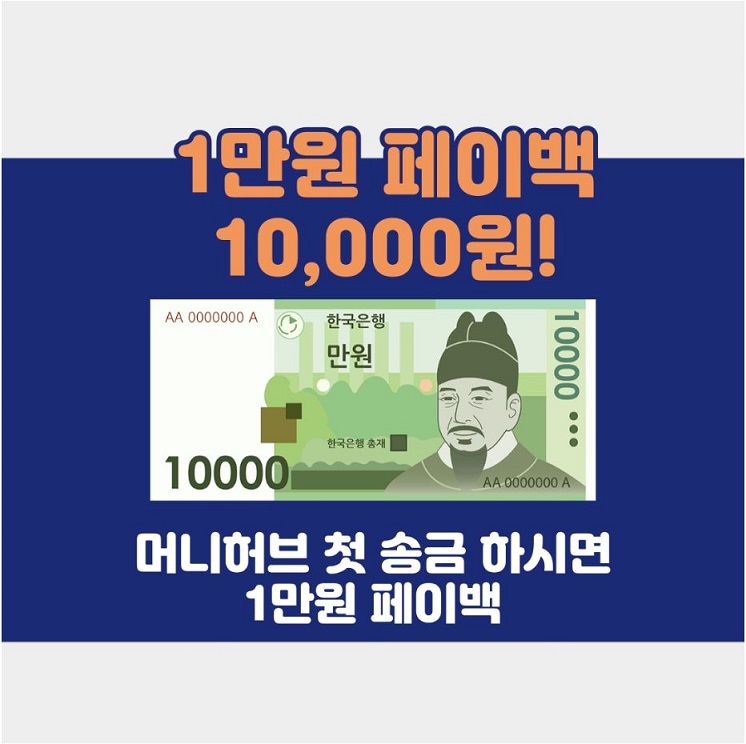 1만원 페이백
10,000원!
AA 0000000 A
한국은행
만원
10000
한국은행 총재
10000
AA 0000000 A
머니허브 첫 송금 하시면
1만원 페이백